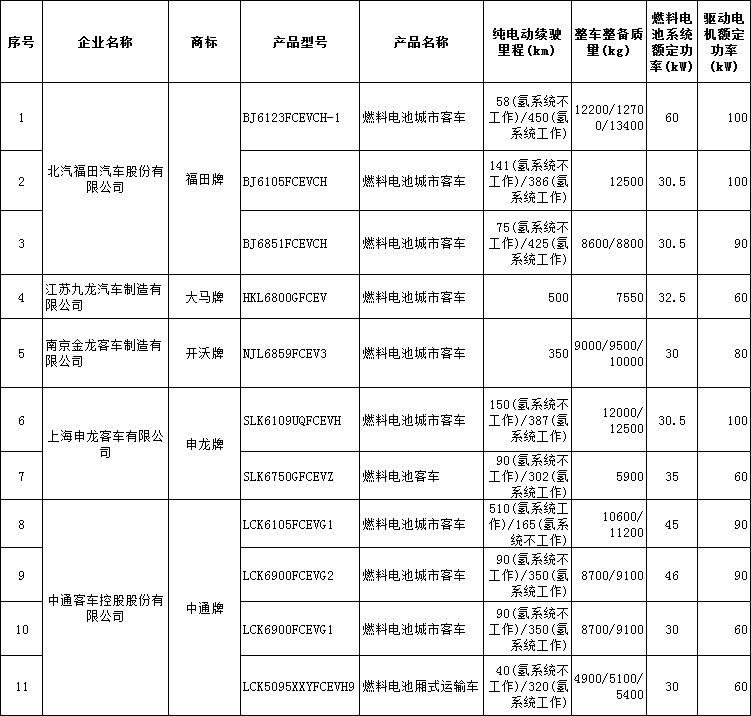 序号 企业名称 商标 产品型号 产品名称 纯电动续驶里程(km) 整车整备质量(kg) 燃料电池系统额定功率(kW) 驱动电机额定功率(kW)
1 北汽福田汽车股份有限公司 福田牌 BJ6123FCEVCH-1 燃料电池城市客车 58(氢系统不工作)/450(氢系统工作) 12200/12700/13400 60 100
2 BJ6105FCEVCH 燃料电池城市客车 141(氢系统不工作)/386(氢系统工作) 12500 30.5 100
3 BJ6851FCEVCH 燃料电池城市客车 75(氢系统不工作)/425(氢系统工作) 8600/8800 30.5 90
4 江苏九龙汽车制造有限公司 大马牌 HKL6800GFCEV 燃料电池城市客车 500 7550 32.5 60
5 南京金龙客车制造有限公司 开沃牌 NJL6859FCEV3 燃料电池城市客车 350 9000/9500/10000 30 80
6 上海申龙客车有限公司 申龙牌 SLK6109UQFCEVH 燃料电池城市客车 150(氢系统不工作)/387(氢系统工作) 12000/12500 30.5 100
7 SLK6750GFCEVZ 燃料电池客车 90(氢系统不工作)/302(氢系统工作) 5900 35 60
8 中通客车控股股份有限公司 中通牌 LCK6105FCEVG1 燃料电池城市客车 510(氢系统工作)/165(氢系统不工作) 10600/11200 45 90
9 LCK6900FCEVG2 燃料电池城市客车 90(氢系统不工作)/350(氢系统工作) 8700/9100 46 90
10 LCK6900FCEVG1 燃料电池城市客车 90(氢系统不工作)/350(氢系统工作) 8700/9100 30 60
11 LCK5095XXYFCEVH9 燃料电池厢式运输车 40(氢系统不工作)/320(氢系统工作) 4900/5100/5400 30 60